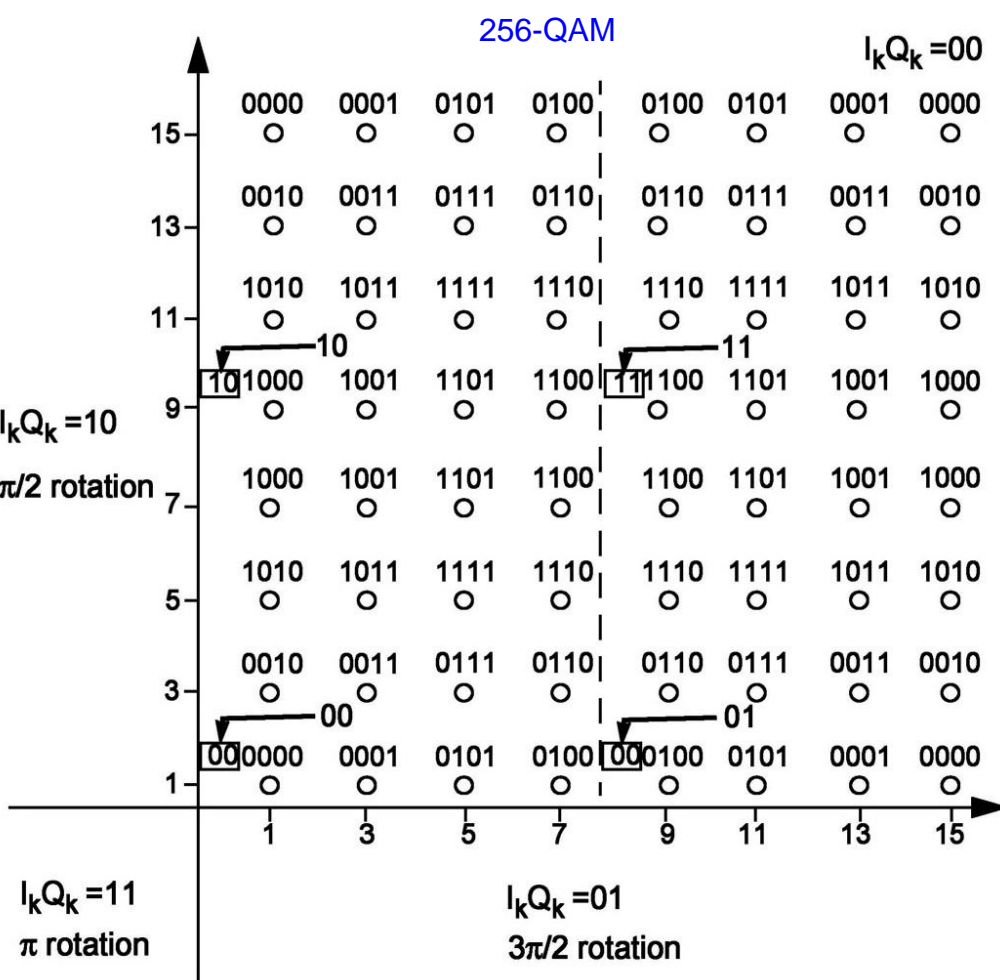 256-QAM
IkQk =00
0000 0001 0101 0100 0100 0101 0001 0000
15
0010 0011 0111 0110 0110 0111 0011 0010
13
1010 1011 1111 1110 1110 1111 1011 1010
11
10 11
10 1000 1001 1101 1100 11 1100 1101 1001 1000
9
IkQk =10
1000 1001 1101 1100 1100 1101 1001 1000
π/2 rotation
7
1010 1011 1111 1110 1110 1111 1011 1010
5
0010 0011 0111 0110 0110 0111 0011 0010
3
00 01
00 0000 0001 0101 0100 00 0100 0101 0001 0000
1
1 3 5 7 9 11 13 15
IkQk =11
π rotation
IkQk =01
3π/2 rotation